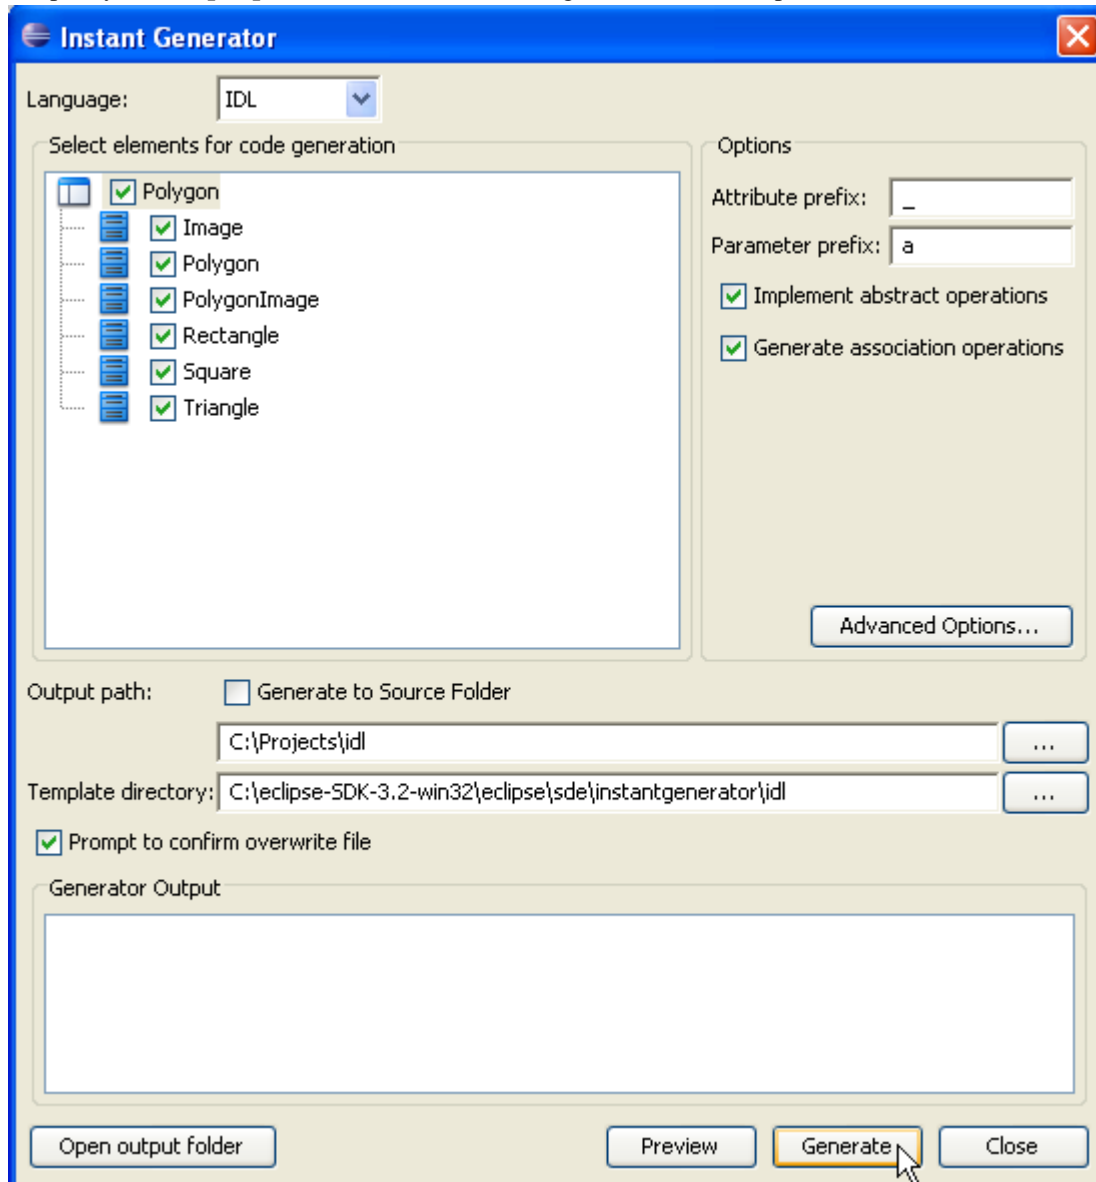 Instant Generator
Language: IDL
Select elements for code generation
Polygon
Image
Polygon
PolygonImage
Rectangle
Square
Triangle
Options
Attribute prefix: _
Parameter prefix: a
Implement abstract operations
Generate association operations
Advanced Options...
Output path: Generate to Source Folder
C:\Projects\idl ...
Template directory: C:\eclipse-SDK-3.2-win32\eclipse\sde\instantgenerator\idl ...
Prompt to confirm overwrite file
Generator Output
Open output folder Preview Generate Close